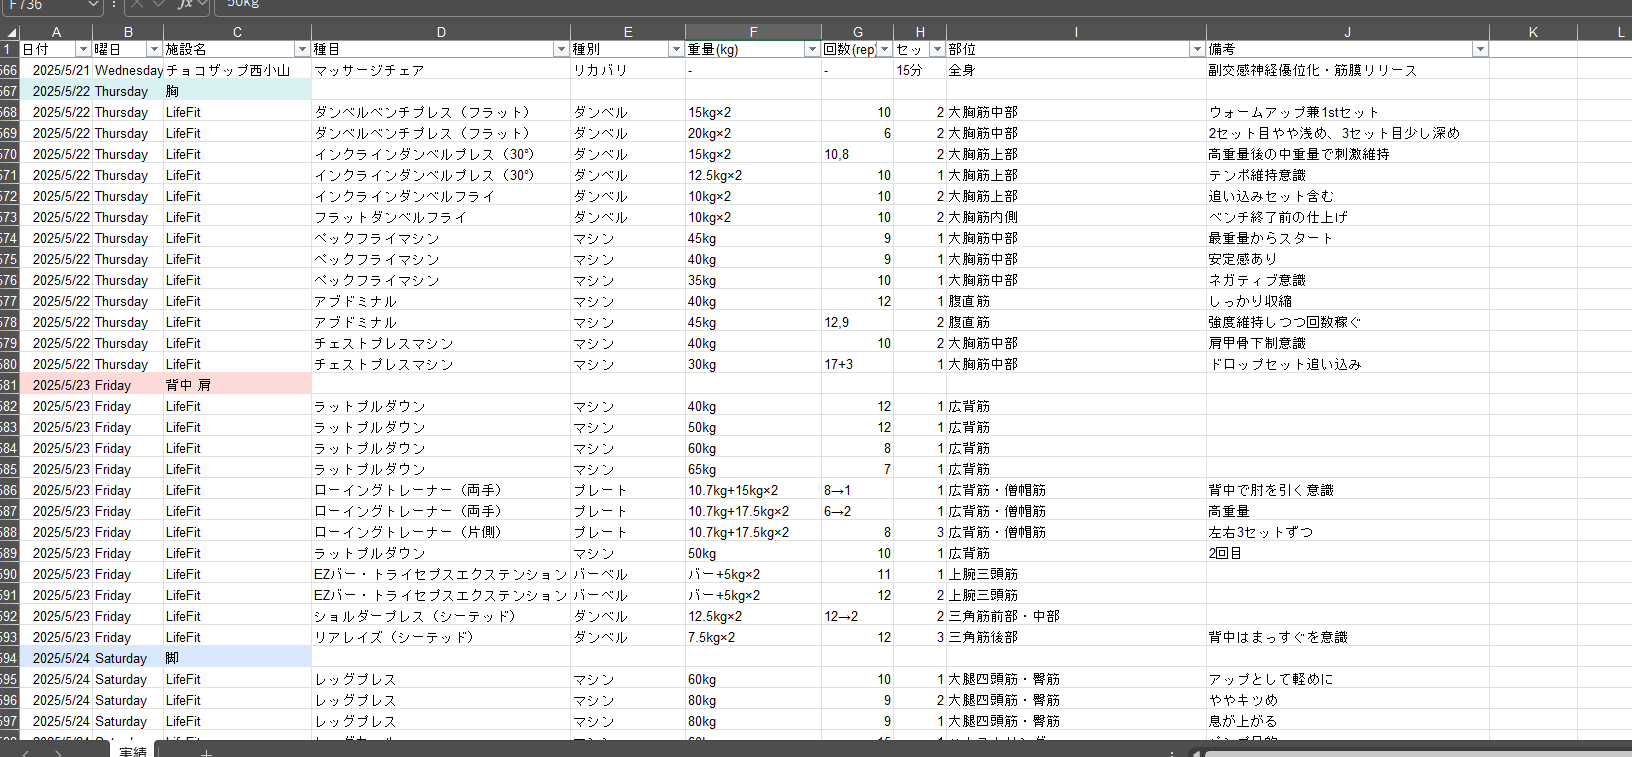 F736 fx 50kg
A B C D E F G H I J K L
1 日付 曜日 施設名 種目 種別 重量(kg) 回数(rep) セッ 部位 備考
566 2025/5/21 Wednesday チョコザップ西小山 マッサージチェア リカバリ - - 15分 全身 副交感神経優位化・筋膜リリース
567 2025/5/22 Thursday 胸
568 2025/5/22 Thursday LifeFit ダンベルベンチプレス（フラット） ダンベル 15kg×2 10 2 大胸筋中部 ウォームアップ兼1stセット
569 2025/5/22 Thursday LifeFit ダンベルベンチプレス（フラット） ダンベル 20kg×2 6 2 大胸筋中部 2セット目やや浅め、3セット目少し深め
570 2025/5/22 Thursday LifeFit インクラインダンベルプレス（30°） ダンベル 15kg×2 10,8 2 大胸筋上部 高重量後の中重量で刺激維持
571 2025/5/22 Thursday LifeFit インクラインダンベルプレス（30°） ダンベル 12.5kg×2 10 1 大胸筋上部 テンポ維持意識
572 2025/5/22 Thursday LifeFit インクラインダンベルフライ ダンベル 10kg×2 10 2 大胸筋上部 追い込みセット含む
573 2025/5/22 Thursday LifeFit フラットダンベルフライ ダンベル 10kg×2 10 2 大胸筋内側 ベンチ終了前の仕上げ
574 2025/5/22 Thursday LifeFit ペックフライマシン マシン 45kg 9 1 大胸筋中部 最重量からスタート
575 2025/5/22 Thursday LifeFit ペックフライマシン マシン 40kg 9 1 大胸筋中部 安定感あり
576 2025/5/22 Thursday LifeFit ペックフライマシン マシン 35kg 10 1 大胸筋中部 ネガティブ意識
577 2025/5/22 Thursday LifeFit アブドミナル マシン 40kg 12 1 腹直筋 しっかり収縮
578 2025/5/22 Thursday LifeFit アブドミナル マシン 45kg 12,9 2 腹直筋 強度維持しつつ回数稼ぐ
579 2025/5/22 Thursday LifeFit チェストプレスマシン マシン 40kg 10 2 大胸筋中部 肩甲骨下制意識
580 2025/5/22 Thursday LifeFit チェストプレスマシン マシン 30kg 17+3 1 大胸筋中部 ドロップセット追い込み
581 2025/5/23 Friday 背中 肩
582 2025/5/23 Friday LifeFit ラットプルダウン マシン 40kg 12 1 広背筋
583 2025/5/23 Friday LifeFit ラットプルダウン マシン 50kg 12 1 広背筋
584 2025/5/23 Friday LifeFit ラットプルダウン マシン 60kg 8 1 広背筋
585 2025/5/23 Friday LifeFit ラットプルダウン マシン 65kg 7 1 広背筋
586 2025/5/23 Friday LifeFit ローイングトレーナー（両手） プレート 10.7kg+15kg×2 8→1 1 広背筋・僧帽筋 背中で肘を引く意識
587 2025/5/23 Friday LifeFit ローイングトレーナー（両手） プレート 10.7kg+17.5kg×2 6→2 1 広背筋・僧帽筋 高重量
588 2025/5/23 Friday LifeFit ローイングトレーナー（片側） プレート 10.7kg+17.5kg×2 8 3 広背筋・僧帽筋 左右3セットずつ
589 2025/5/23 Friday LifeFit ラットプルダウン マシン 50kg 10 1 広背筋 2回目
590 2025/5/23 Friday LifeFit EZバー・トライセプスエクステンション バーベル バー+5kg×2 11 1 上腕三頭筋
591 2025/5/23 Friday LifeFit EZバー・トライセプスエクステンション バーベル バー+5kg×2 12 2 上腕三頭筋
592 2025/5/23 Friday LifeFit ショルダープレス（シーテッド） ダンベル 12.5kg×2 12→2 2 三角筋前部・中部
593 2025/5/23 Friday LifeFit リアレイズ（シーテッド） ダンベル 7.5kg×2 12 3 三角筋後部 背中はまっすぐを意識
594 2025/5/24 Saturday 脚
595 2025/5/24 Saturday LifeFit レッグプレス マシン 60kg 10 1 大腿四頭筋・臀筋 アップとして軽めに
596 2025/5/24 Saturday LifeFit レッグプレス マシン 80kg 9 2 大腿四頭筋・臀筋 ややキツめ
597 2025/5/24 Saturday LifeFit レッグプレス マシン 80kg 9 1 大腿四頭筋・臀筋 息が上がる
実績